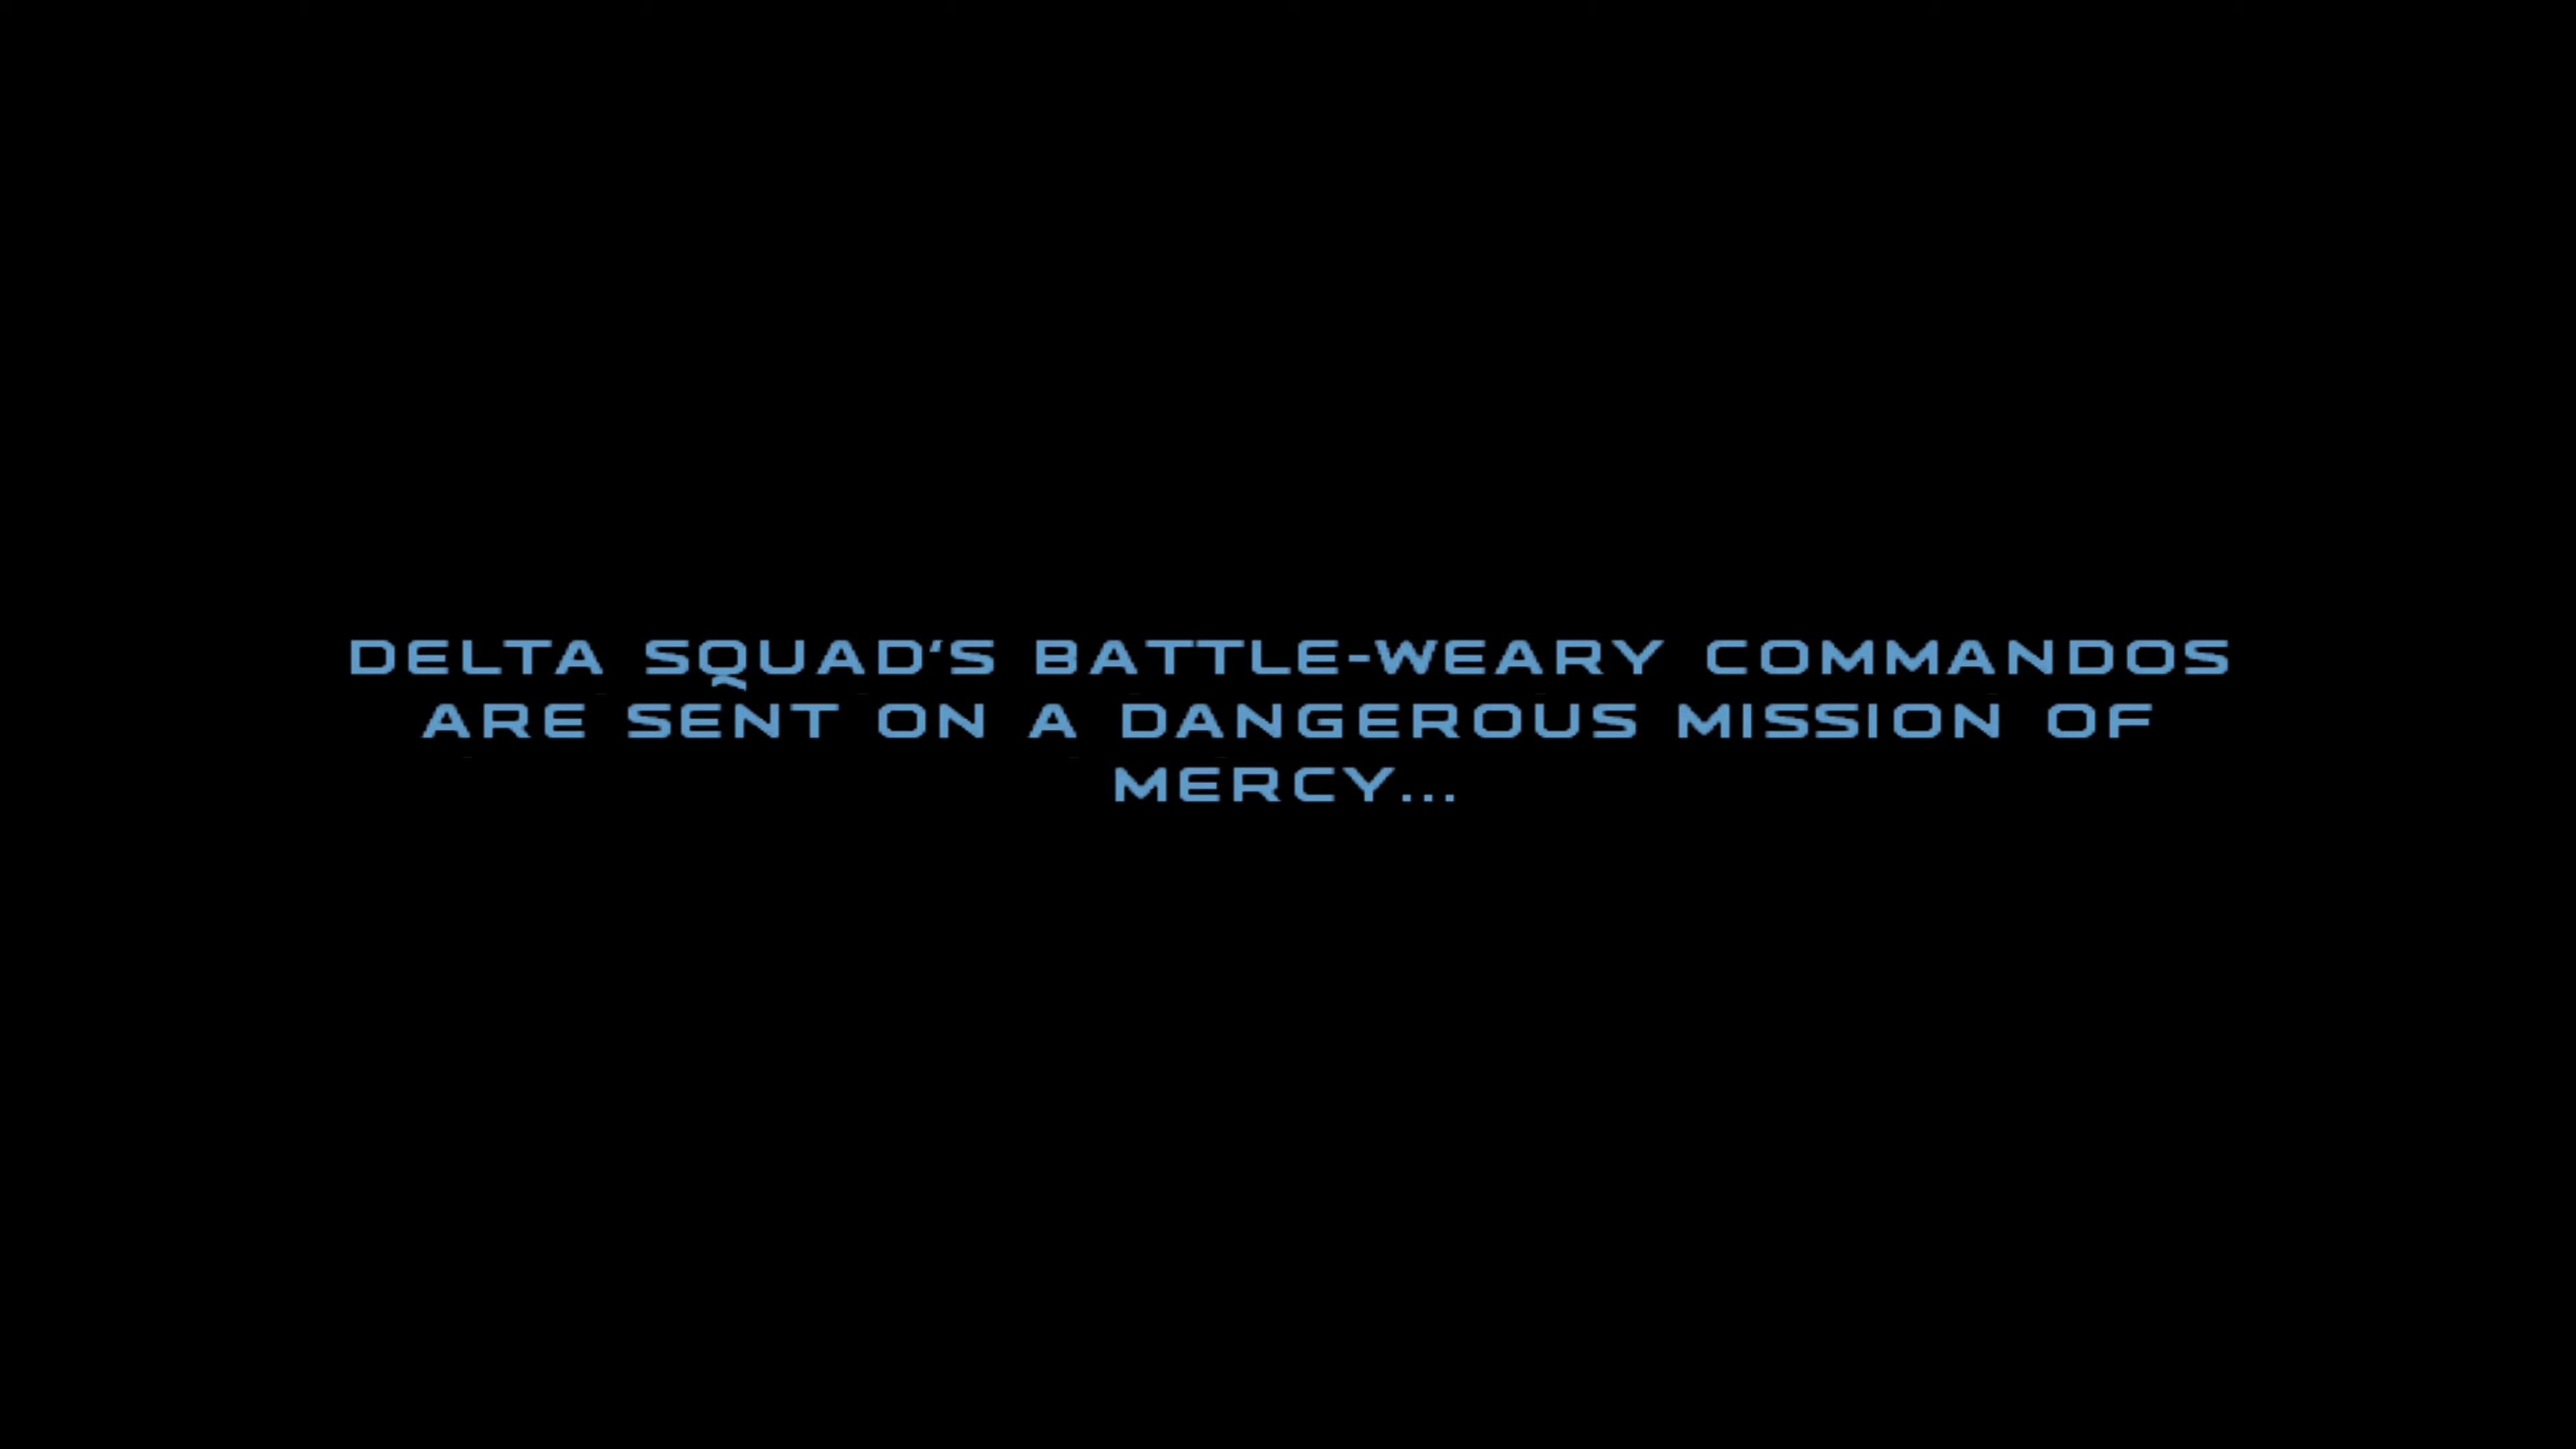 DELTA SQUAD'S BATTLE-WEARY COMMANDOS
ARE SENT ON A DANGEROUS MISSION OF
MERCY...